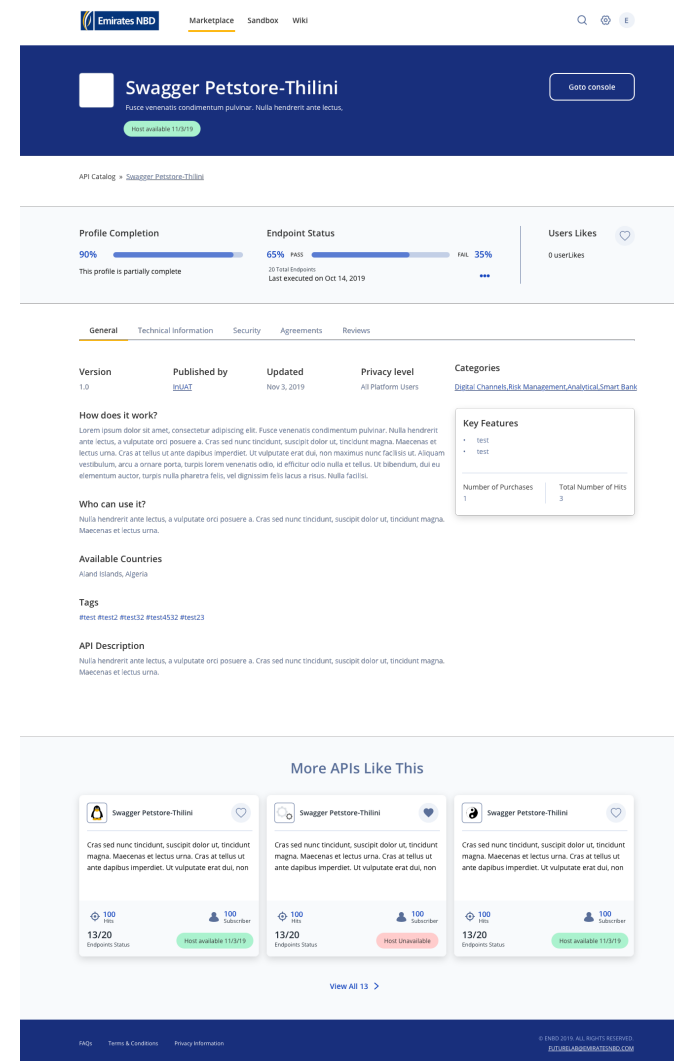 Emirates NBD
Marketplace Sandbox Wiki
E
Swagger Petstore-Thilini
Fusce venenatis condimentum pulvinar. Nulla hendrerit ante lectus,
Host available 11/3/19
Goto console
API Catalog » Swagger Petstore-Thilini
Profile Completion
90%
This profile is partially complete
Endpoint Status
65% PASS FAIL 35%
20 Total Endpoints
Last executed on Oct 14, 2019
Users Likes
0 userLikes
General Technical Information Security Agreements Reviews
Version
1.0
Published by
InUAT
Updated
Nov 3, 2019
Privacy level
All Platform Users
Categories
Digital Channels,Risk Management,Analytical,Smart Bank
How does it work?
Lorem ipsum dolor sit amet, consectetur adipiscing elit. Fusce venenatis condimentum pulvinar. Nulla hendrerit
ante lectus, a vulputate orci posuere a. Cras sed nunc tincidunt, suscipit dolor ut, tincidunt magna. Maecenas et
lectus urna. Cras at tellus ut ante dapibus imperdiet. Ut vulputate erat dui, non maximus nunc facilisis ut. Aliquam
vestibulum, arcu a ornare porta, turpis lorem venenatis odio, id efficitur odio nulla et tellus. Ut bibendum, dui eu
elementum auctor, turpis nulla pharetra felis, vel dignissim felis lacus a risus. Nulla facilisi.
Key Features
• test
• test
Number of Purchases
1
Total Number of Hits
3
Who can use it?
Nulla hendrerit ante lectus, a vulputate orci posuere a. Cras sed nunc tincidunt, suscipit dolor ut, tincidunt magna.
Maecenas et lectus urna.
Available Countries
Aland Islands, Algeria
Tags
#test #test2 #test32 #test4532 #test23
API Description
Nulla hendrerit ante lectus, a vulputate orci posuere a. Cras sed nunc tincidunt, suscipit dolor ut, tincidunt magna.
Maecenas et lectus urna.
More APIs Like This
Swagger Petstore-Thilini
Cras sed nunc tincidunt, suscipit dolor ut, tincidunt
magna. Maecenas et lectus urna. Cras at tellus ut
ante dapibus imperdiet. Ut vulputate erat dui, non
100
Hits
100
Subscriber
13/20
Endpoints Status
Host available 11/3/19
Swagger Petstore-Thilini
Cras sed nunc tincidunt, suscipit dolor ut, tincidunt
magna. Maecenas et lectus urna. Cras at tellus ut
ante dapibus imperdiet. Ut vulputate erat dui, non
100
Hits
100
Subscriber
13/20
Endpoints Status
Host Unavailable
Swagger Petstore-Thilini
Cras sed nunc tincidunt, suscipit dolor ut, tincidunt
magna. Maecenas et lectus urna. Cras at tellus ut
ante dapibus imperdiet. Ut vulputate erat dui, non
100
Hits
100
Subscriber
13/20
Endpoints Status
Host available 11/3/19
View All 13
FAQs Terms & Conditions Privacy Information
© ENBD 2019. ALL RIGHTS RESERVED.
FUTURELAB@EMIRATESNBD.COM